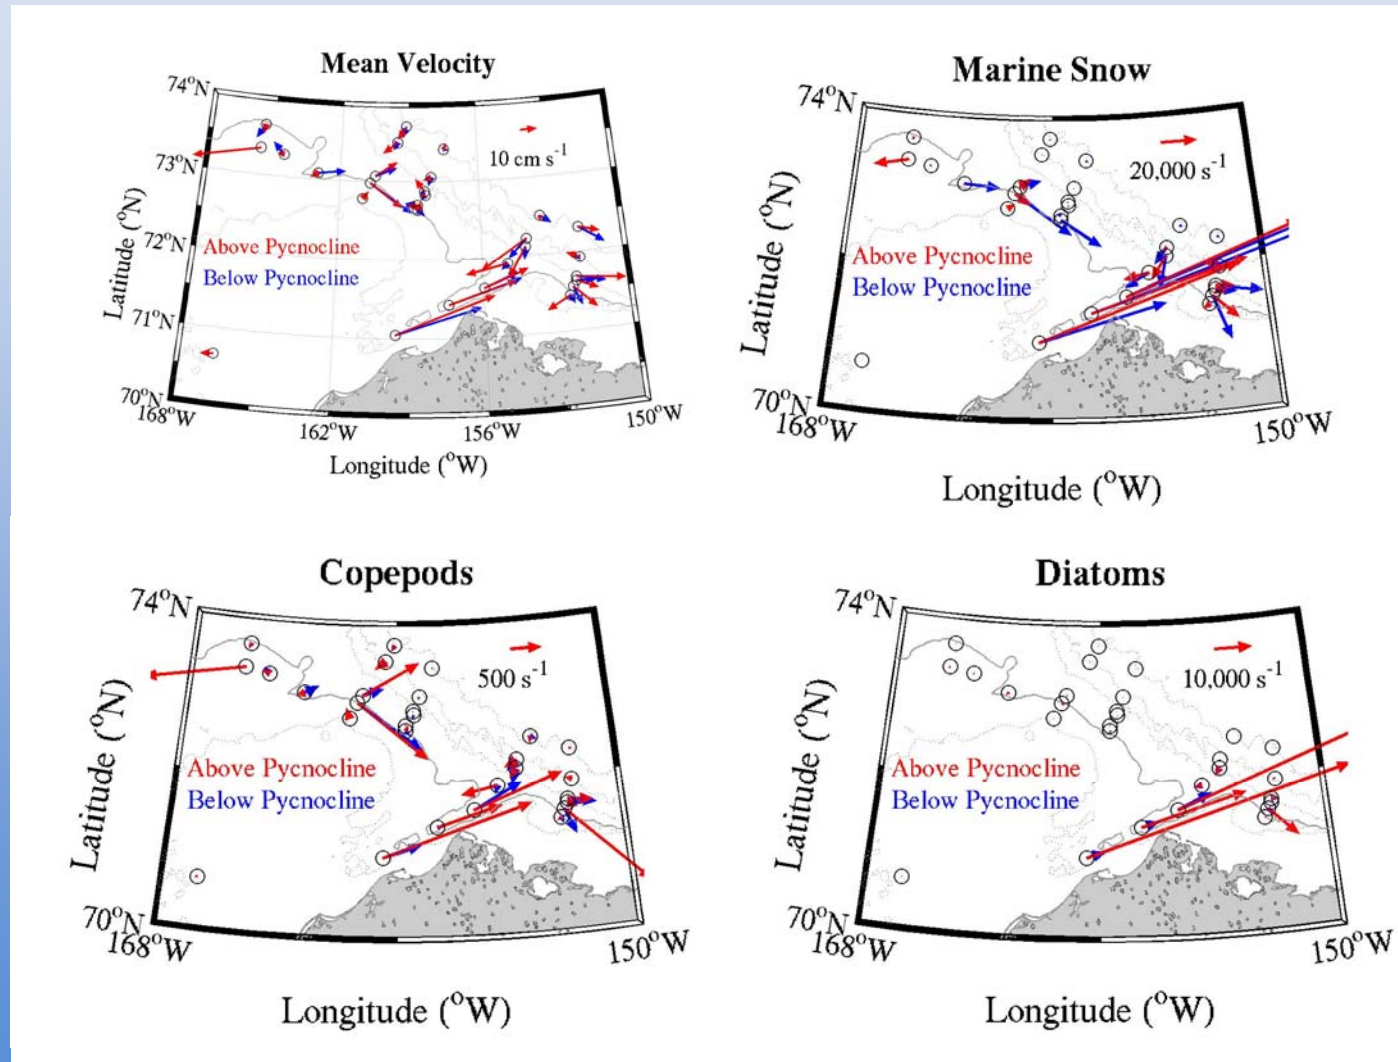 Mean Velocity
74°N
73°N
72°N
71°N
70°N
168°W
162°W
156°W
150°W
10 cm s⁻¹
Above Pycnocline
Below Pycnocline
Latitude (°N)
Longitude (°W)
Marine Snow
74°N
70°N
168°W
150°W
20,000 s⁻¹
Above Pycnocline
Below Pycnocline
Latitude (°N)
Longitude (°W)
Copepods
74°N
70°N
168°W
150°W
500 s⁻¹
Above Pycnocline
Below Pycnocline
Latitude (°N)
Longitude (°W)
Diatoms
74°N
70°N
168°W
150°W
10,000 s⁻¹
Above Pycnocline
Below Pycnocline
Latitude (°N)
Longitude (°W)